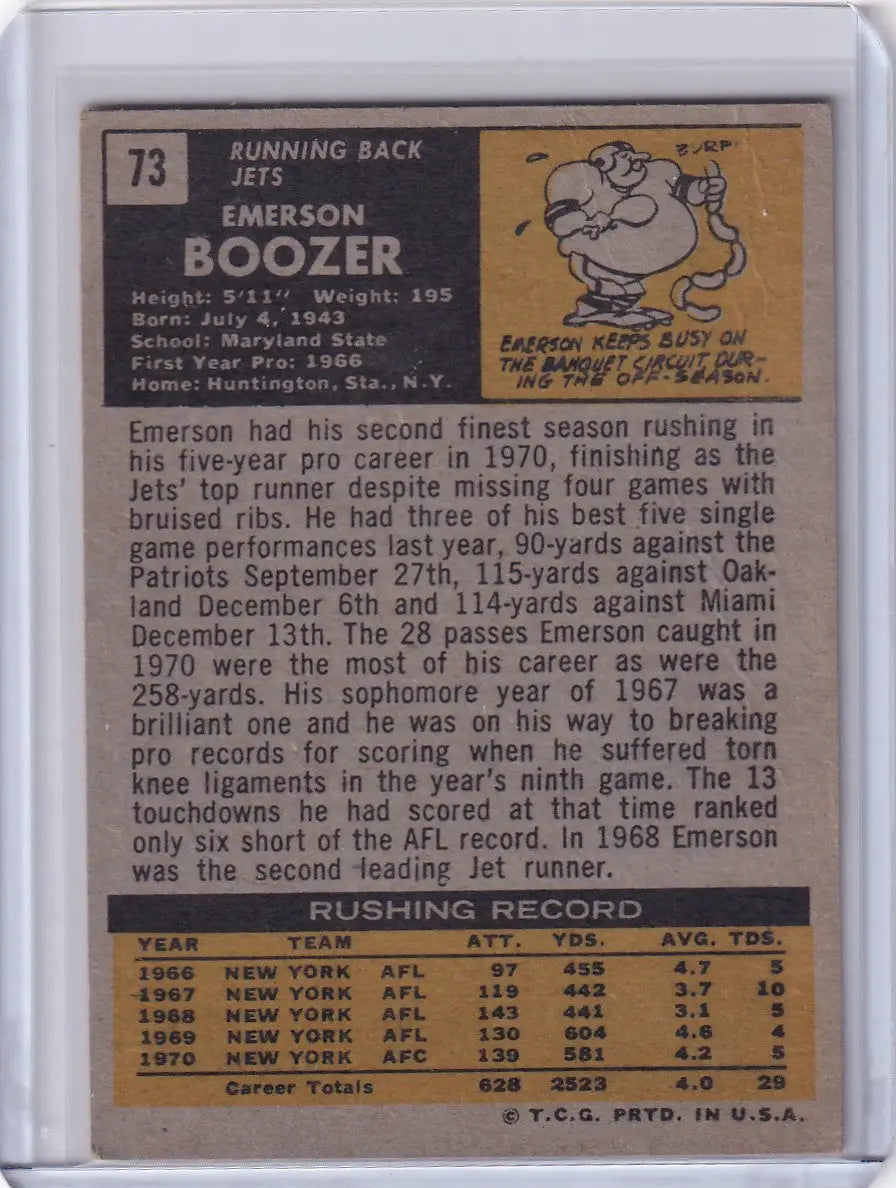 73
RUNNING BACK
JETS
EMERSON
BOOZER
Height: 5'11" Weight: 195
Born: July 4, 1943
School: Maryland State
First Year Pro: 1966
Home: Huntington, Sta., N.Y.
BURP
EMERSON KEEPS BUSY ON
THE BANQUET CIRCUIT DUR-
ING THE OFF-SEASON.
Emerson had his second finest season rushing in
his five-year pro career in 1970, finishing as the
Jets' top runner despite missing four games with
bruised ribs. He had three of his best five single
game performances last year, 90-yards against the
Patriots September 27th, 115-yards against Oak-
land December 6th and 114-yards against Miami
December 13th. The 28 passes Emerson caught in
1970 were the most of his career as were the
258-yards. His sophomore year of 1967 was a
brilliant one and he was on his way to breaking
pro records for scoring when he suffered torn
knee ligaments in the year's ninth game. The 13
touchdowns he had scored at that time ranked
only six short of the AFL record. In 1968 Emerson
was the second leading Jet runner.
RUSHING RECORD
YEAR TEAM ATT. YDS. AVG. TDS.
1966 NEW YORK AFL 97 455 4.7 5
1967 NEW YORK AFL 119 442 3.7 10
1968 NEW YORK AFL 143 441 3.1 5
1969 NEW YORK AFL 130 604 4.6 4
1970 NEW YORK AFC 139 581 4.2 5
Career Totals 628 2523 4.0 29
© T.C.G. PRTD. IN U.S.A.